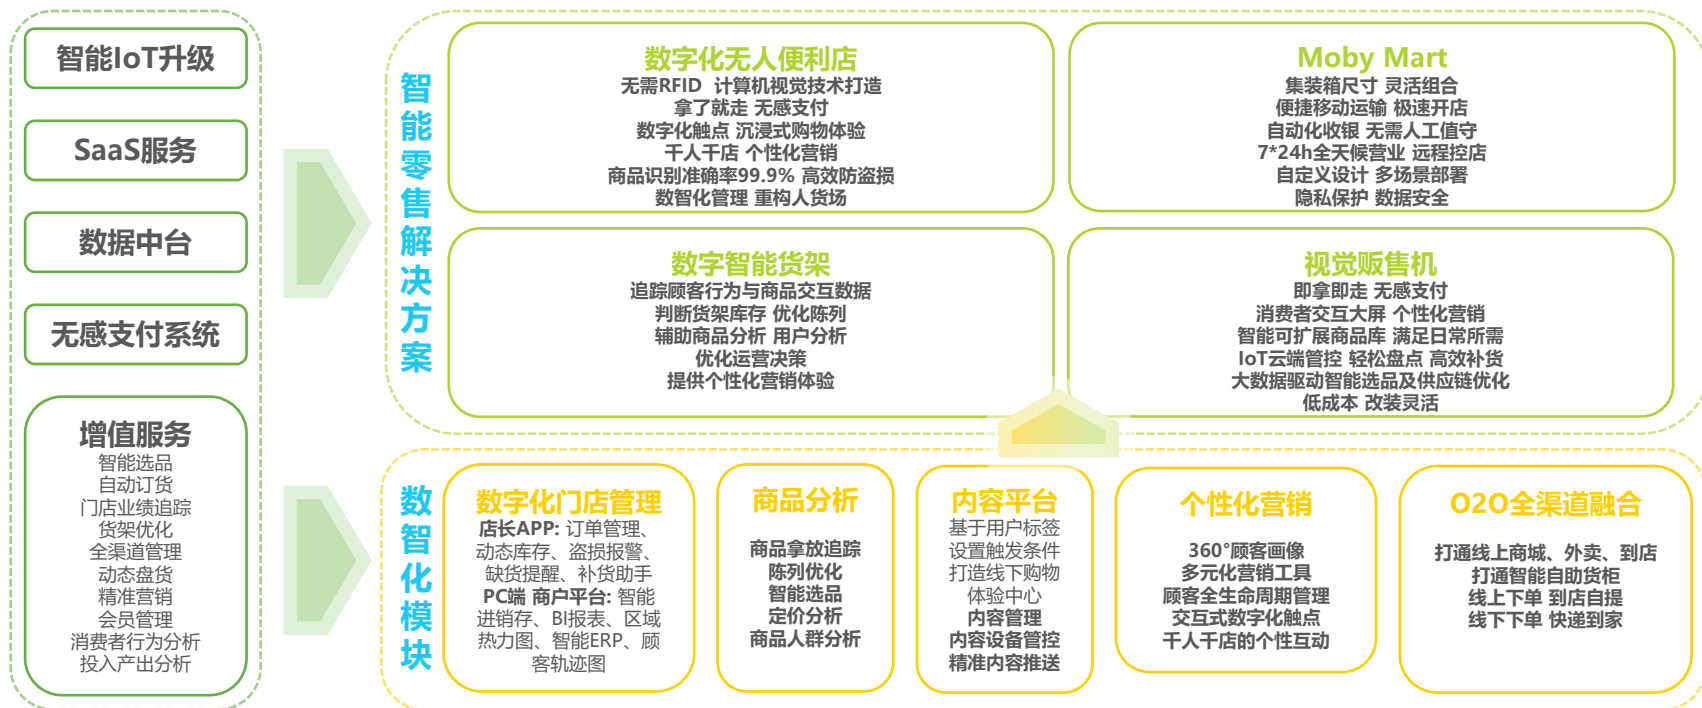 智能IoT升级
SaaS服务
数据中台
无感支付系统
增值服务
智能选品
自动订货
门店业绩追踪
货架优化
全渠道管理
动态盘货
精准营销
会员管理
消费者行为分析
投入产出分析
智能零售解决方案
数字化无人便利店
无需RFID 计算机视觉技术打造
拿了就走 无感支付
数字化触点 沉浸式购物体验
千人千店 个性化营销
商品识别准确率99.9% 高效防盗损
数智化管理 重构人货场
Moby Mart
集装箱尺寸 灵活组合
便捷移动运输 极速开店
自动化收银 无需人工值守
7*24h全天候营业 远程控店
自定义设计 多场景部署
隐私保护 数据安全
数字智能货架
追踪顾客行为与商品交互数据
判断货架库存 优化陈列
辅助商品分析 用户分析
优化运营决策
提供个性化营销体验
视觉贩售机
即拿即走 无感支付
消费者交互大屏 个性化营销
智能可扩展商品库 满足日常所需
IoT云端管控 轻松盘点 高效补货
大数据驱动智能选品及供应链优化
低成本 改装灵活
数智化模块
数字化门店管理
店长APP: 订单管理、
动态库存、盗损报警、
缺货提醒、补货助手
PC端 商户平台: 智能
进销存、BI报表、区域
热力图、智能ERP、顾
客轨迹图
商品分析
商品拿放追踪
陈列优化
智能选品
定价分析
商品人群分析
内容平台
基于用户标签
设置触发条件
打造线下购物
体验中心
内容管理
内容设备管控
精准内容推送
个性化营销
360°顾客画像
多元化营销工具
顾客全生命周期管理
交互式数字化触点
千人千店的个性互动
O2O全渠道融合
打通线上商城、外卖、到店
打通智能自助货柜
线上下单 到店自提
线下下单 快递到家